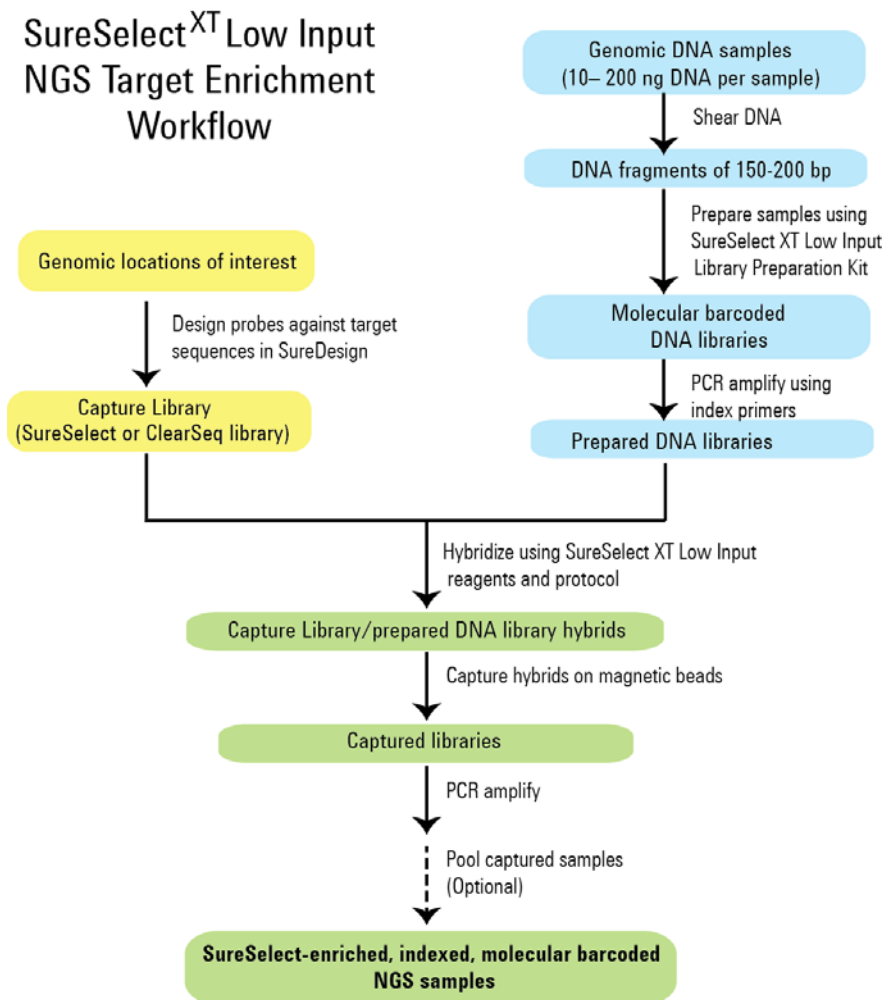 SureSelectXT Low Input
NGS Target Enrichment
Workflow
Genomic DNA samples
(10– 200 ng DNA per sample)
Shear DNA
DNA fragments of 150-200 bp
Prepare samples using
SureSelect XT Low Input
Library Preparation Kit
Molecular barcoded
DNA libraries
PCR amplify using
index primers
Prepared DNA libraries
Genomic locations of interest
Design probes against target
sequences in SureDesign
Capture Library
(SureSelect or ClearSeq library)
Hybridize using SureSelect XT Low Input
reagents and protocol
Capture Library/prepared DNA library hybrids
Capture hybrids on magnetic beads
Captured libraries
PCR amplify
Pool captured samples
(Optional)
SureSelect-enriched, indexed, molecular barcoded
NGS samples